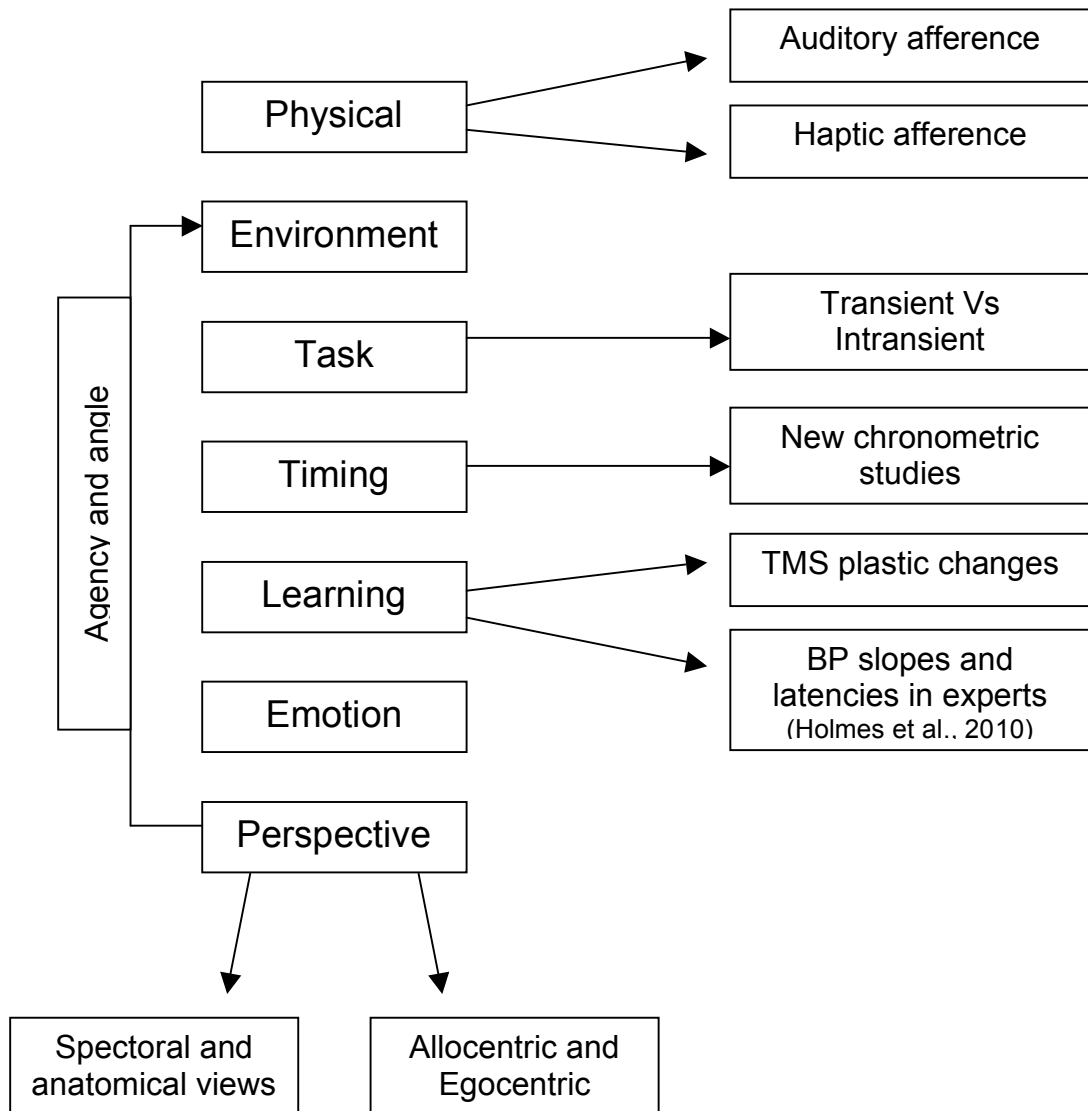 Auditory afference
Physical
Haptic afference
Environment
Transient Vs
Intransient
Task
Agency and angle
New chronometric
studies
Timing
TMS plastic changes
Learning
BP slopes and
latencies in experts
(Holmes et al., 2010)
Emotion
Perspective
Spectoral and
anatomical views
Allocentric and
Egocentric